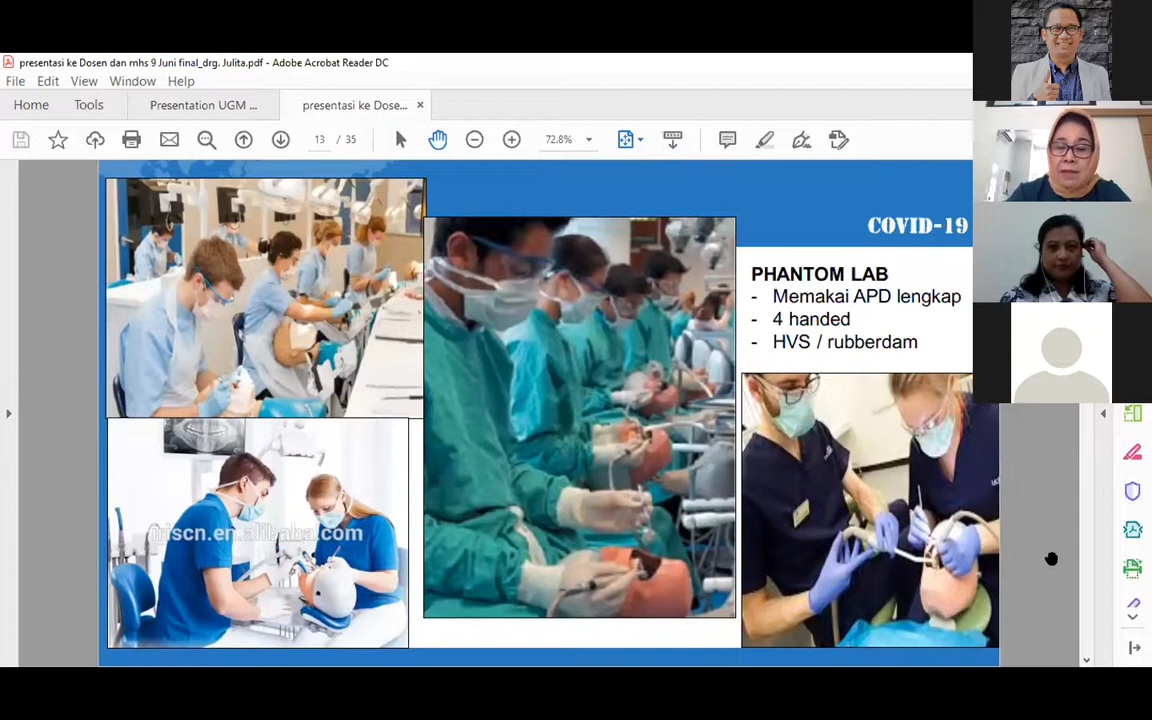 presentasi ke Dosen dan mhs 9 Juni final_drg. Julita.pdf - Adobe Acrobat Reader DC
File Edit View Window Help
Home Tools Presentation UGM ... presentasi ke Dose... ×
13 / 35 72.8%
COVID-19
PHANTOM LAB
- Memakai APD lengkap
- 4 handed
- HVS / rubberdam
friscn.en.alibaba.com